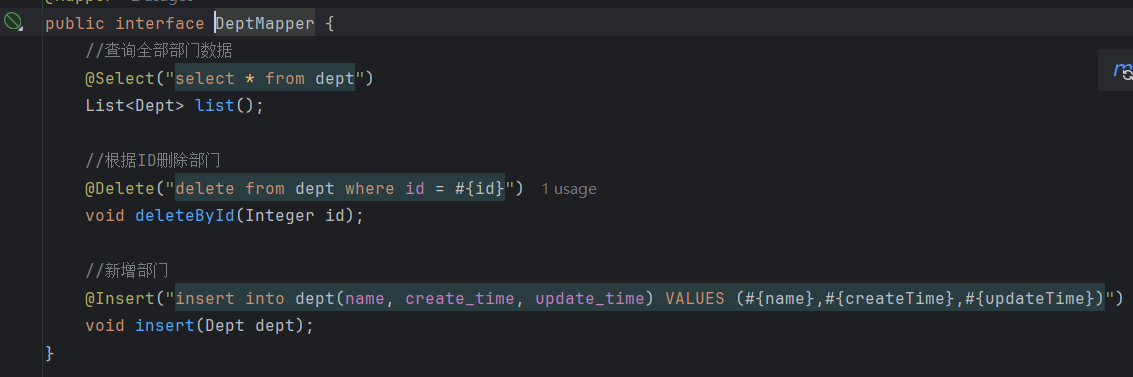 @Mapper 2 usages
public interface DeptMapper {
//查询全部部门数据
@Select("select * from dept")
List<Dept> list();
//根据ID删除部门
@Delete("delete from dept where id = #{id}") 1 usage
void deleteById(Integer id);
//新增部门
@Insert("insert into dept(name, create_time, update_time) VALUES (#{name},#{createTime},#{updateTime})")
void insert(Dept dept);
}